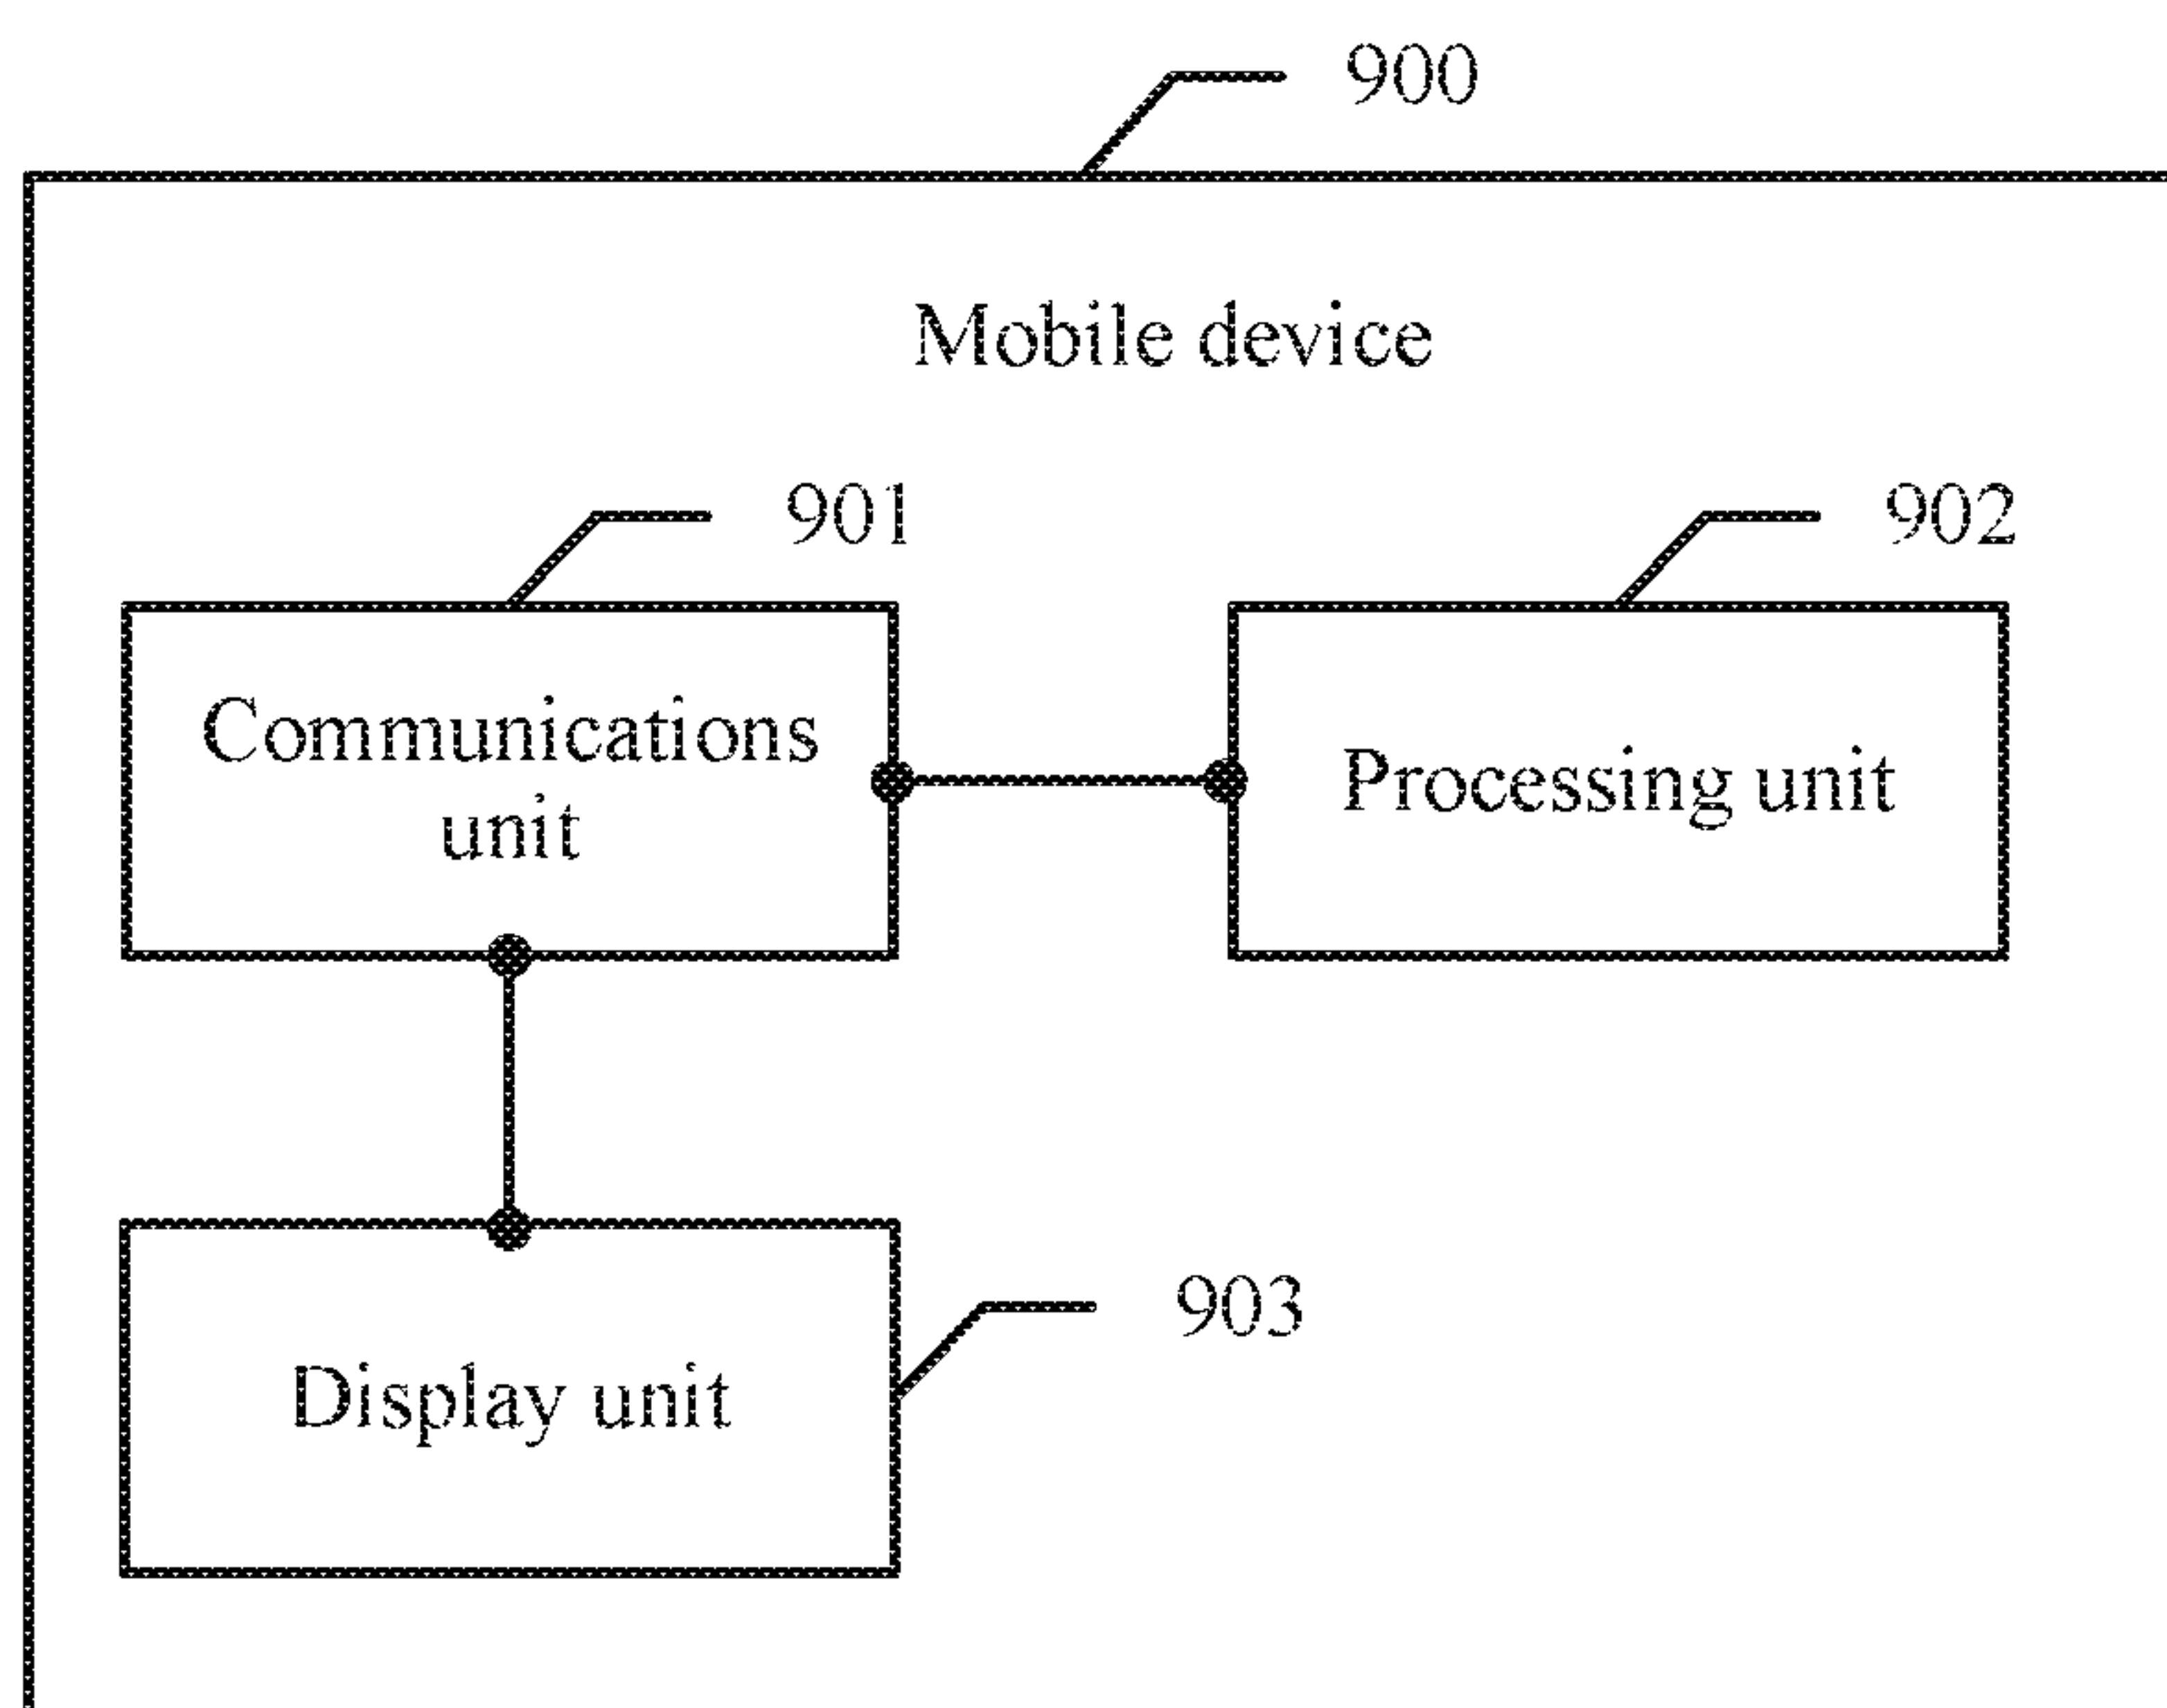 900
Mobile device
901
902
Communications
unit
Processing unit
903
Display unit